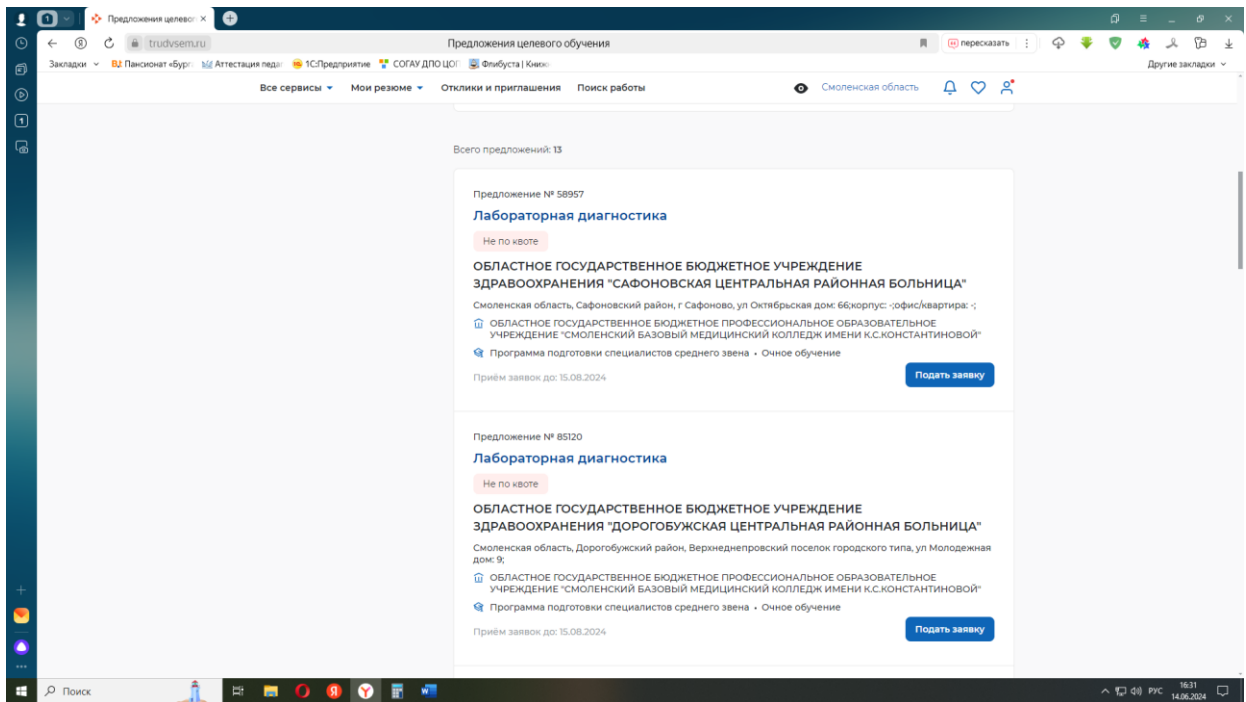 1
Предложения целевог
trudvsem.ru
Предложения целевого обучения
пересказать
Закладки
Пансионат «Бург
Аттестация педаг
1С:Предприятие
СОГАУ ДПО ЦОП
Флибуста | Книж
Другие закладки
Все сервисы
Мои резюме
Отклики и приглашения
Поиск работы
Смоленская область
1
Всего предложений: 13
Предложение № 58957
Лабораторная диагностика
Не по квоте
ОБЛАСТНОЕ ГОСУДАРСТВЕННОЕ БЮДЖЕТНОЕ УЧРЕЖДЕНИЕ
ЗДРАВООХРАНЕНИЯ "САФОНОВСКАЯ ЦЕНТРАЛЬНАЯ РАЙОННАЯ БОЛЬНИЦА"
Смоленская область, Сафоновский район, г Сафоново, ул Октябрьская дом: 66;корпус: -;офис/квартира: -;
ОБЛАСТНОЕ ГОСУДАРСТВЕННОЕ БЮДЖЕТНОЕ ПРОФЕССИОНАЛЬНОЕ ОБРАЗОВАТЕЛЬНОЕ
УЧРЕЖДЕНИЕ "СМОЛЕНСКИЙ БАЗОВЫЙ МЕДИЦИНСКИЙ КОЛЛЕДЖ ИМЕНИ К.С.КОНСТАНТИНОВОЙ"
Программа подготовки специалистов среднего звена • Очное обучение
Приём заявок до: 15.08.2024
Подать заявку
Предложение № 85120
Лабораторная диагностика
Не по квоте
ОБЛАСТНОЕ ГОСУДАРСТВЕННОЕ БЮДЖЕТНОЕ УЧРЕЖДЕНИЕ
ЗДРАВООХРАНЕНИЯ "ДОРОГОБУЖСКАЯ ЦЕНТРАЛЬНАЯ РАЙОННАЯ БОЛЬНИЦА"
Смоленская область, Дорогобужский район, Верхнеднепровский поселок городского типа, ул Молодежная
дом: 9;
ОБЛАСТНОЕ ГОСУДАРСТВЕННОЕ БЮДЖЕТНОЕ ПРОФЕССИОНАЛЬНОЕ ОБРАЗОВАТЕЛЬНОЕ
УЧРЕЖДЕНИЕ "СМОЛЕНСКИЙ БАЗОВЫЙ МЕДИЦИНСКИЙ КОЛЛЕДЖ ИМЕНИ К.С.КОНСТАНТИНОВОЙ"
Программа подготовки специалистов среднего звена • Очное обучение
Приём заявок до: 15.08.2024
Подать заявку
Поиск
РУС
16:31
14.06.2024